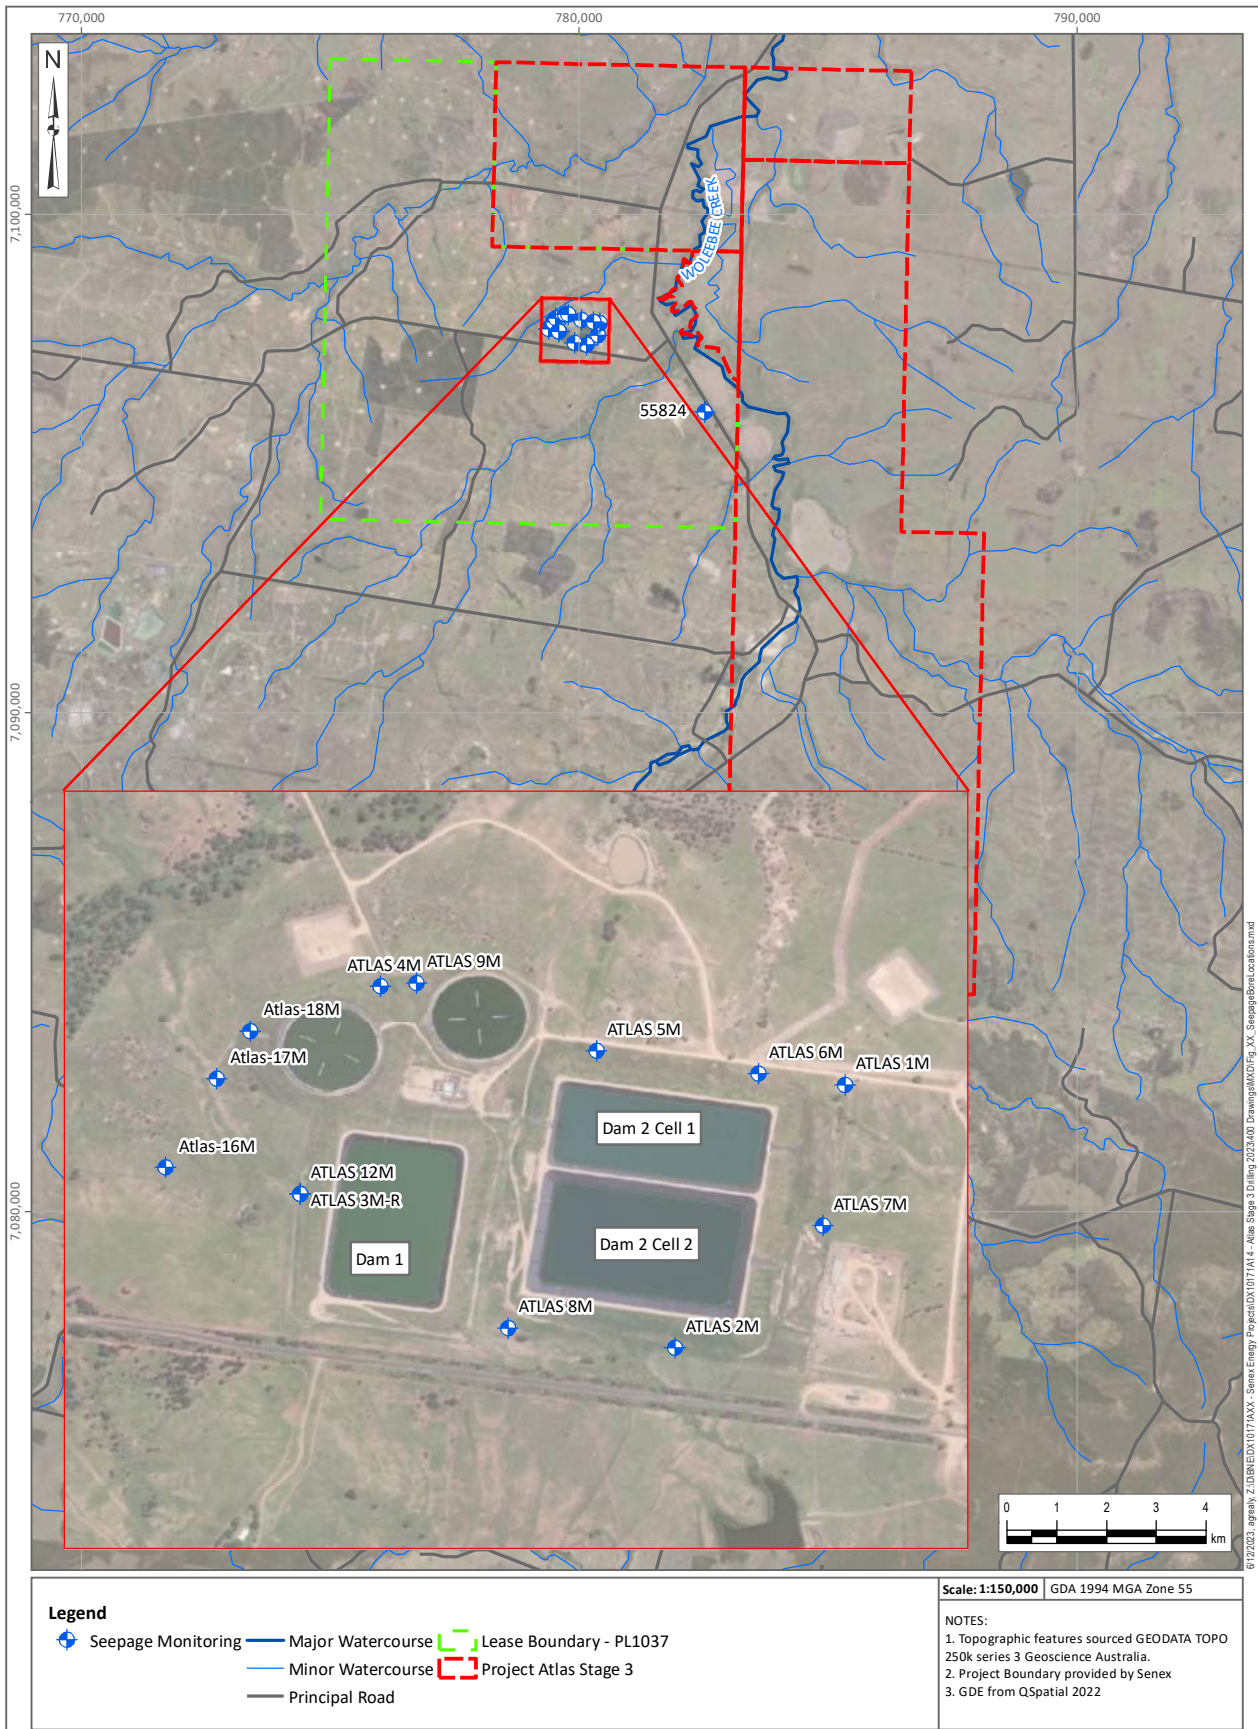 770,000
780,000
790,000
N
7,100,000
WOLEEBEE CREEK
55824
7,090,000
ATLAS 4M
ATLAS 9M
Atlas-18M
ATLAS 5M
Atlas-17M
ATLAS 6M
ATLAS 1M
Dam 2 Cell 1
Atlas-16M
ATLAS 12M
ATLAS 3M-R
7,080,000
ATLAS 7M
Dam 2 Cell 2
Dam 1
ATLAS 8M
ATLAS 2M
0 1 2 3 4
km
Legend
Seepage Monitoring
Major Watercourse
Minor Watercourse
Principal Road
Lease Boundary - PL1037
Project Atlas Stage 3
Scale: 1:150,000
GDA 1994 MGA Zone 55
NOTES:
1. Topographic features sourced GEODATA TOPO
250k series 3 Geoscience Australia.
2. Project Boundary provided by Senex
3. GDE from QSpatial 2022